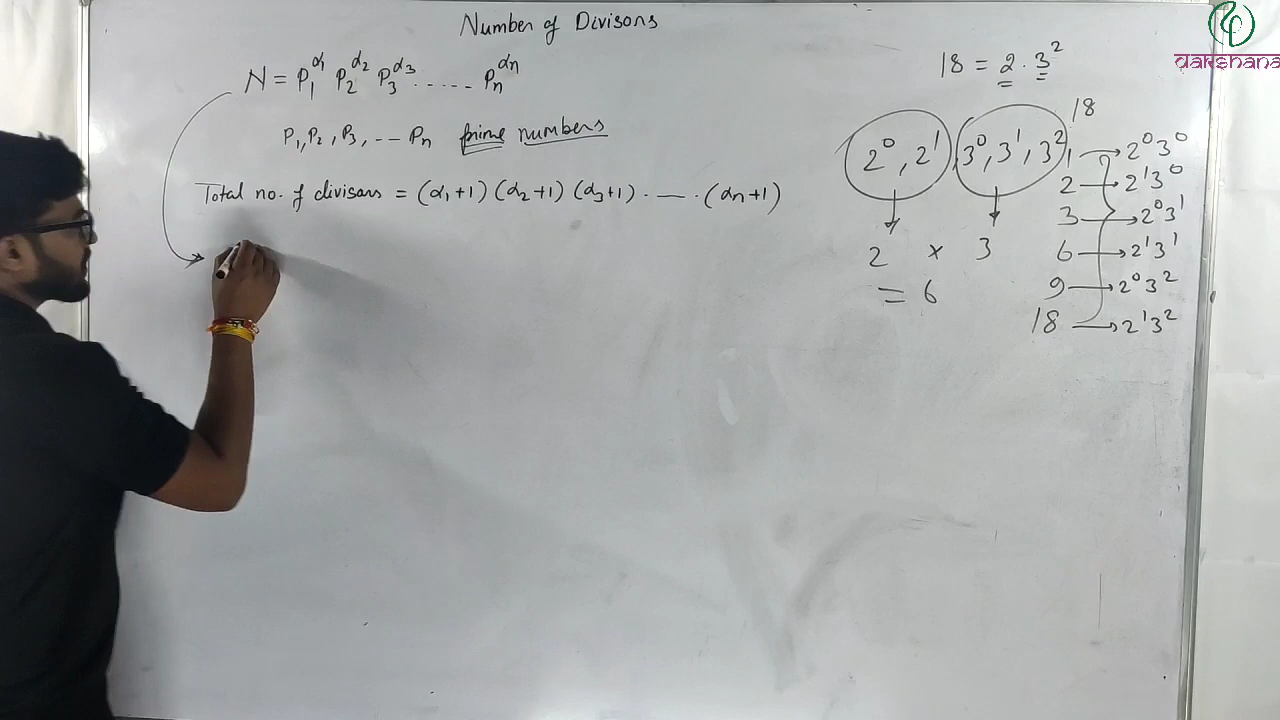 Number of Divisons
N = P₁^α₁ P₂^α₂ P₃^α₃ ...... Pₙ^αₙ
P₁, P₂, P₃, ... Pₙ prime numbers
Total no. of divisors = (α₁+1) (α₂+1) (α₃+1) . — . (αₙ+1)
18 = 2 . 3²
2⁰, 2¹ 3⁰, 3¹, 3²
2 × 3
= 6
18
1 → 2⁰3⁰
2 → 2¹3⁰
3 → 2⁰3¹
6 → 2¹3¹
9 → 2⁰3²
18 → 2¹3²
dakshana